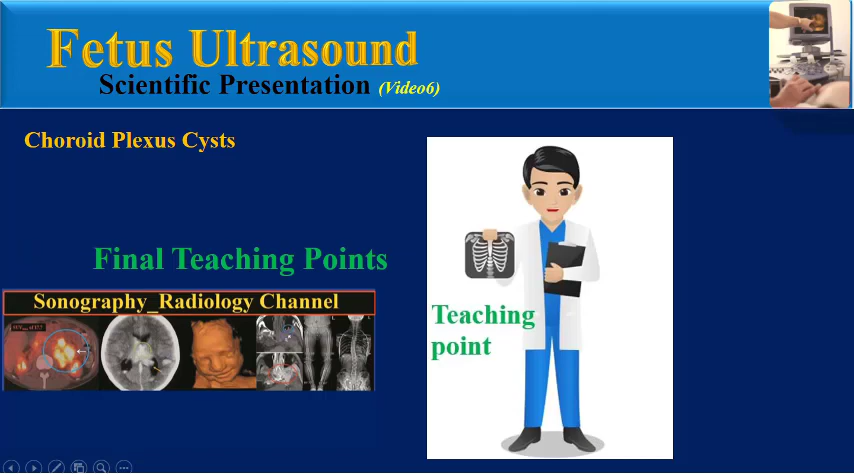 Fetus Ultrasound
Scientific Presentation (Video6)
Choroid Plexus Cysts
Final Teaching Points
Sonography_Radiology Channel
Teaching
point